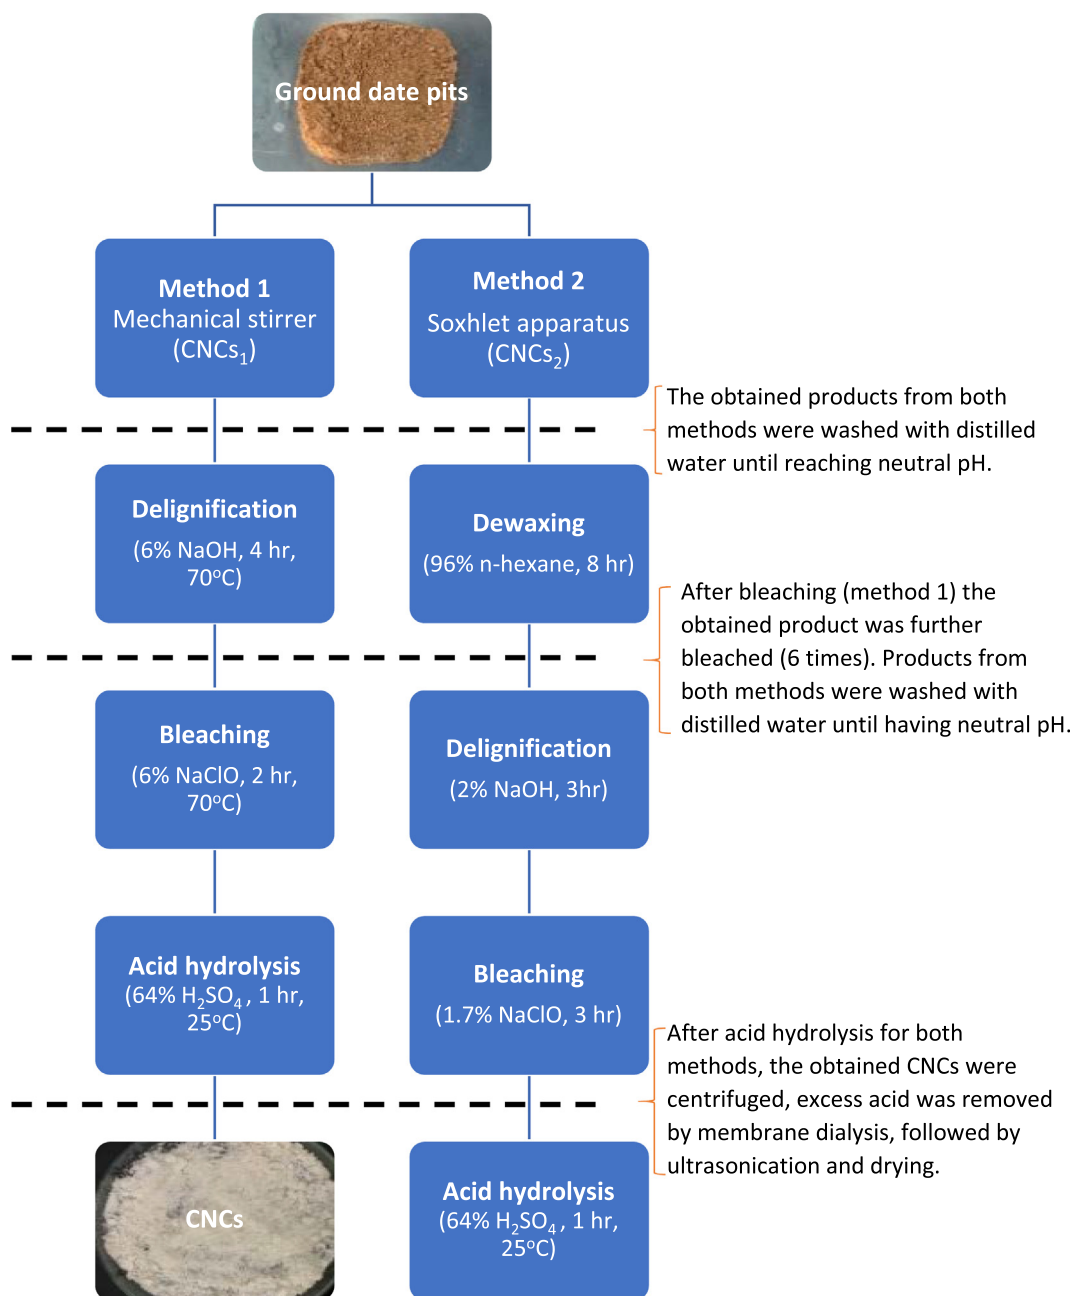 Ground date pits
Method 1
Mechanical stirrer
(CNCs₁)
Method 2
Soxhlet apparatus
(CNCs₂)
The obtained products from both
methods were washed with distilled
water until reaching neutral pH.
Delignification
(6% NaOH, 4 hr,
70°C)
Dewaxing
(96% n-hexane, 8 hr)
After bleaching (method 1) the
obtained product was further
bleached (6 times). Products from
both methods were washed with
distilled water until having neutral pH.
Bleaching
(6% NaClO, 2 hr,
70°C)
Delignification
(2% NaOH, 3hr)
Acid hydrolysis
(64% H₂SO₄ , 1 hr,
25°C)
Bleaching
(1.7% NaClO, 3 hr)
After acid hydrolysis for both
methods, the obtained CNCs were
centrifuged, excess acid was removed
by membrane dialysis, followed by
ultrasonication and drying.
CNCs
Acid hydrolysis
(64% H₂SO₄ , 1 hr,
25°C)